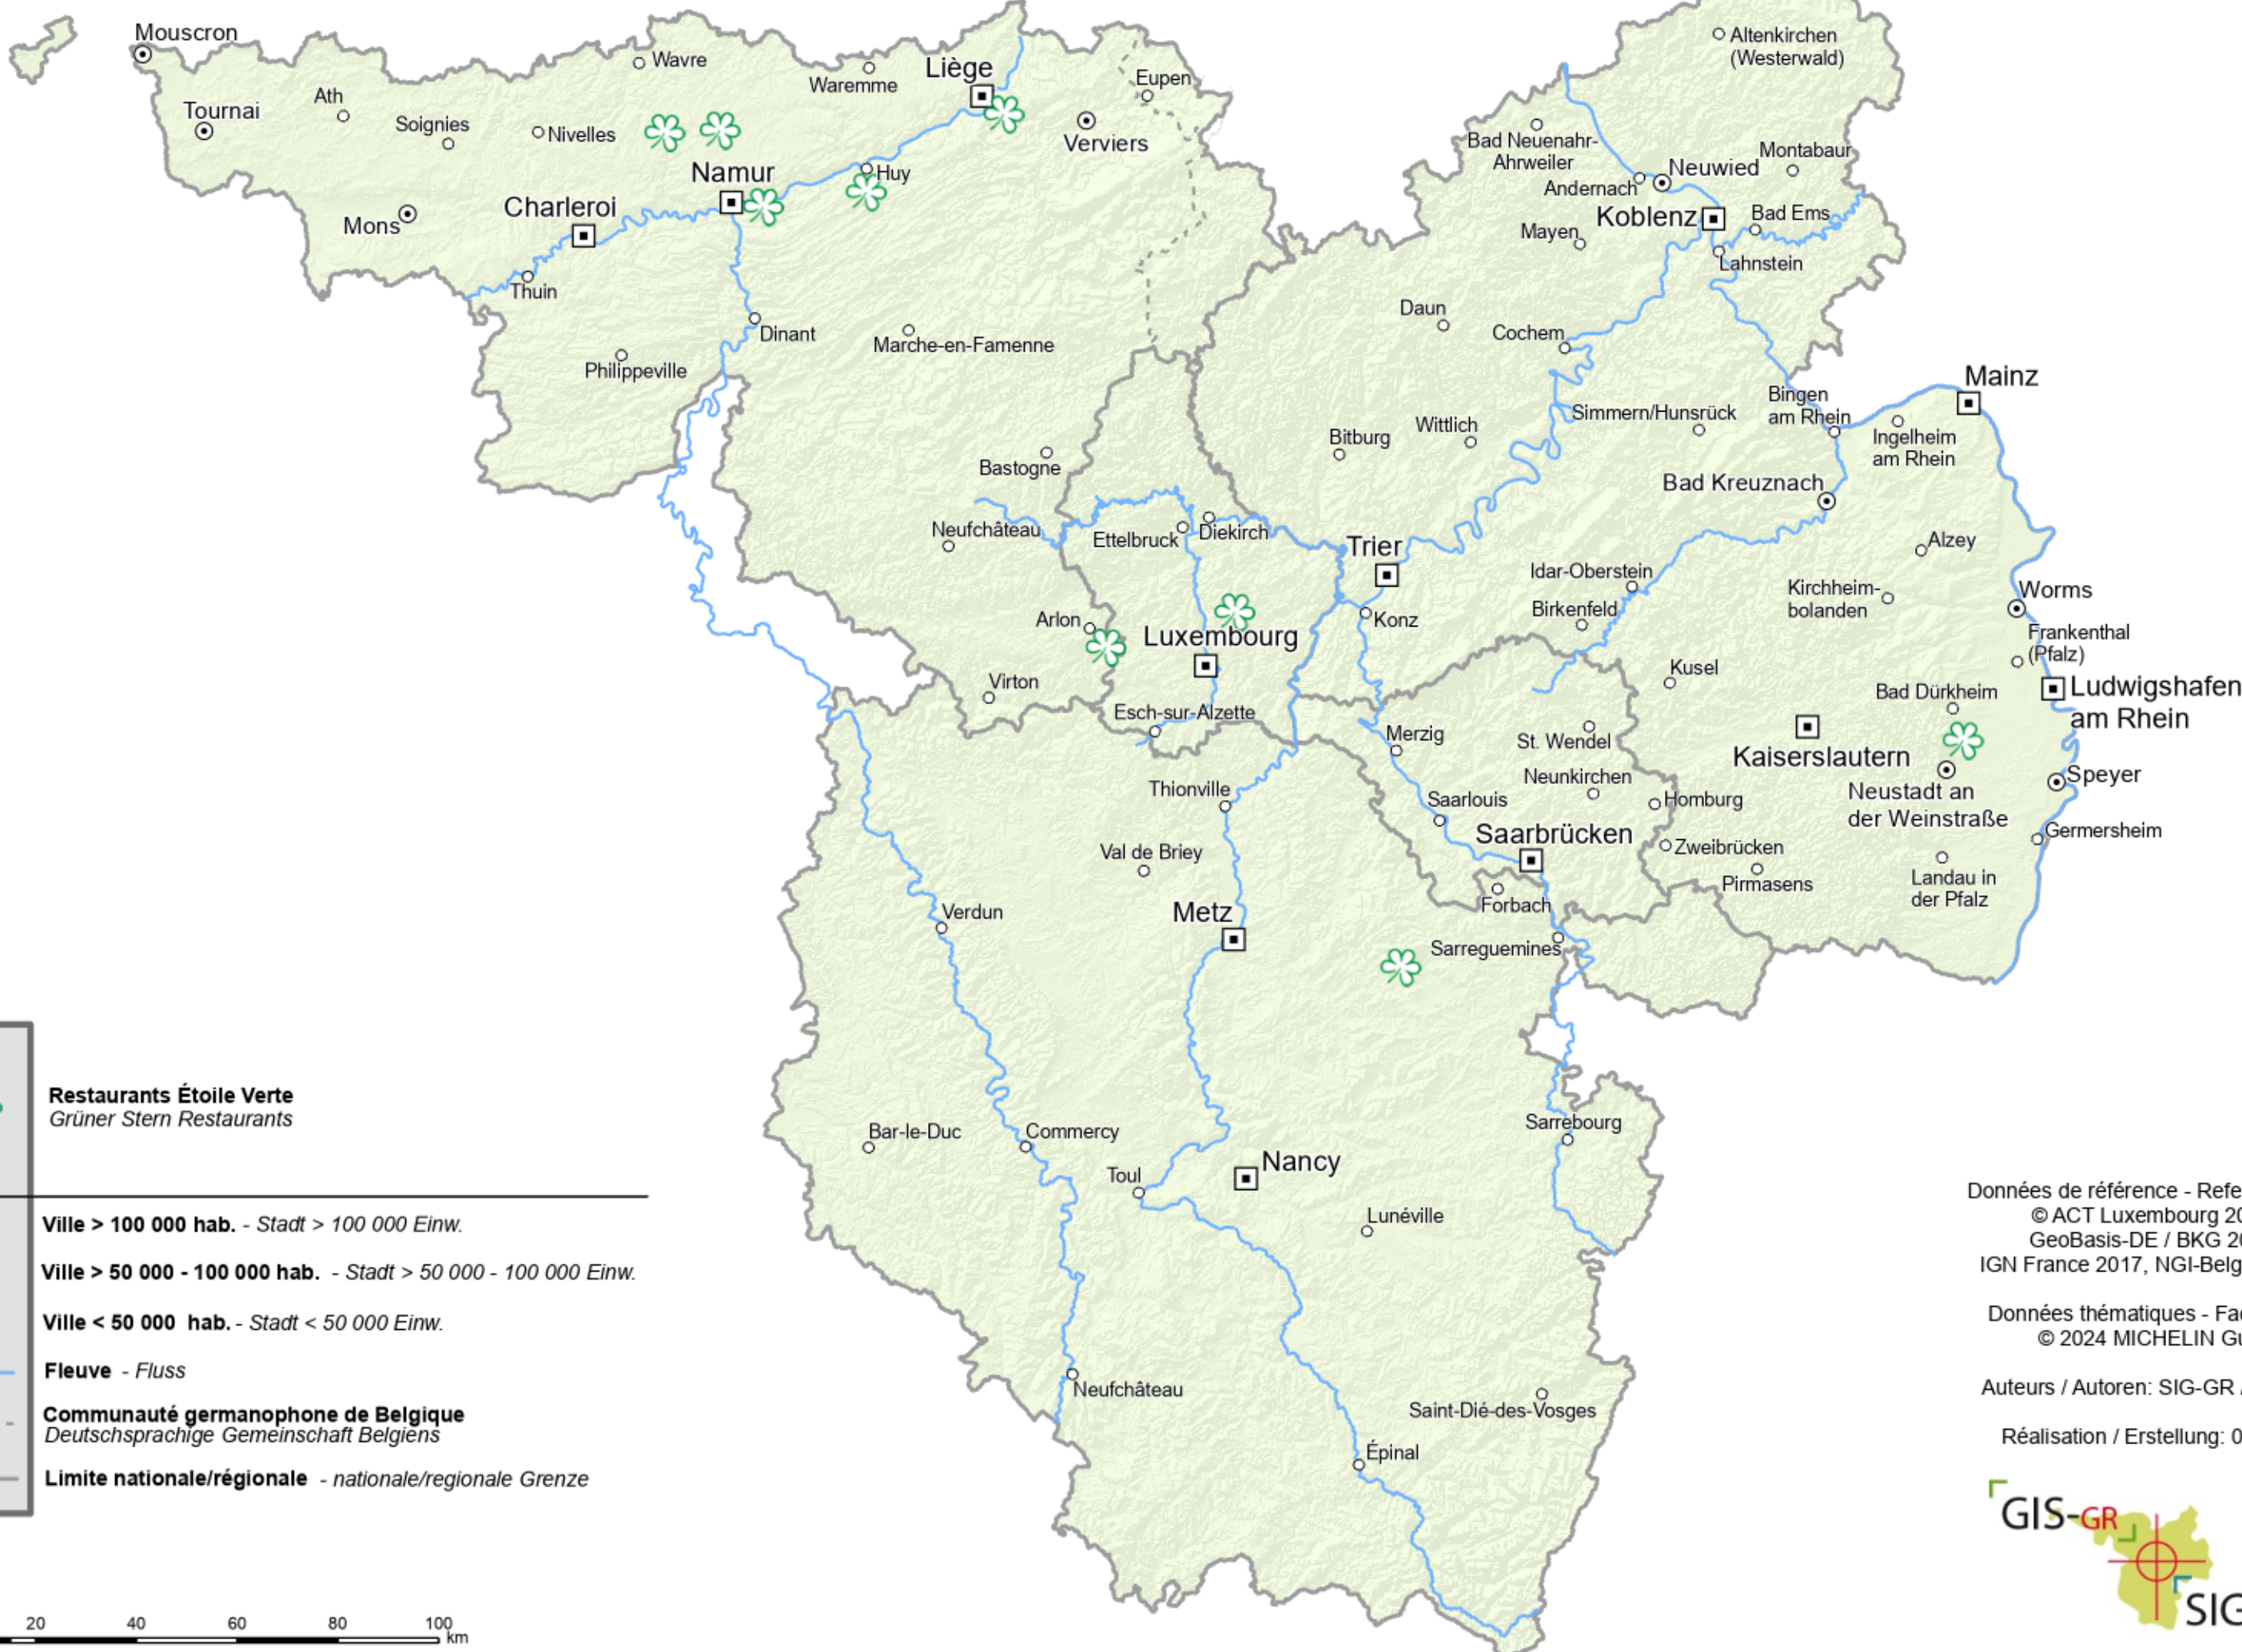 Mouscron
Tournai
Ath
Soignies
Mons
Nivelles
Wavre
Waremme
Liège
Eupen
Verviers
Namur
Huy
Charleroi
Thuin
Dinant
Philippeville
Marche-en-Famenne
Bastogne
Neufchâteau
Arlon
Virton
Ettelbruck
Diekirch
Luxembourg
Esch-sur-Alzette
Altenkirchen
(Westerwald)
Bad Neuenahr-
Ahrweiler
Neuwied
Montabaur
Andernach
Koblenz
Bad Ems
Mayen
Lahnstein
Daun
Cochem
Bitburg
Wittlich
Simmern/Hunsrück
Bingen
am Rhein
Mainz
Ingelheim
am Rhein
Bad Kreuznach
Trier
Konz
Idar-Oberstein
Birkenfeld
Alzey
Kirchheim-
bolanden
Worms
Frankenthal
(Pfalz)
Kusel
Bad Dürkheim
Ludwigshafen
am Rhein
Kaiserslautern
Neustadt an
der Weinstraße
Speyer
Germersheim
Landau in
der Pfalz
Zweibrücken
Pirmasens
Merzig
St. Wendel
Neunkirchen
Homburg
Saarlouis
Saarbrücken
Forbach
Sarreguemines
Thionville
Val de Briey
Metz
Verdun
Bar-le-Duc
Commercy
Toul
Nancy
Lunéville
Sarrebourg
Neufchâteau
Saint-Dié-des-Vosges
Épinal
Restaurants Étoile Verte
Grüner Stern Restaurants
Ville > 100 000 hab. - Stadt > 100 000 Einw.
Ville > 50 000 - 100 000 hab. - Stadt > 50 000 - 100 000 Einw.
Ville < 50 000 hab. - Stadt < 50 000 Einw.
Fleuve - Fluss
Communauté germanophone de Belgique
Deutschsprachige Gemeinschaft Belgiens
Limite nationale/régionale - nationale/regionale Grenze
20 40 60 80 100
km
Données de référence - Refe
© ACT Luxembourg 20
GeoBasis-DE / BKG 20
IGN France 2017, NGI-Belg
Données thématiques - Fac
© 2024 MICHELIN Gu
Auteurs / Autoren: SIG-GR
Réalisation / Erstellung: 0
GIS-GR
SIG